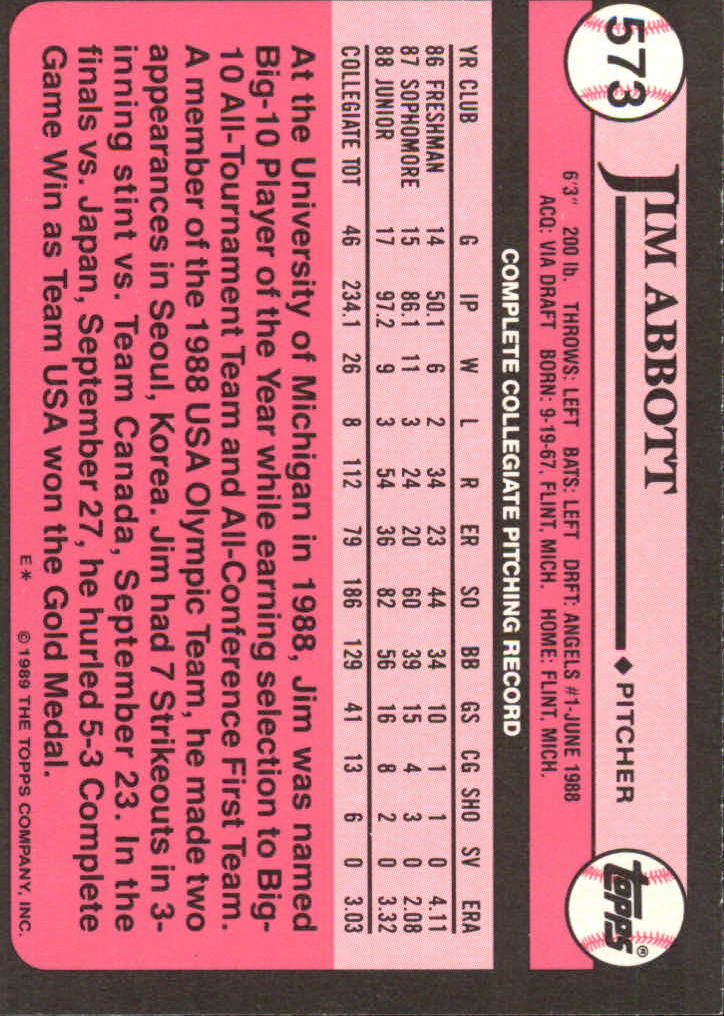 573
JIM ABBOTT ♦ PITCHER
topps®
6'3" 200 lb. THROWS: LEFT BATS: LEFT DRFT: ANGELS #1-JUNE 1988
ACQ: VIA DRAFT BORN: 9-19-67, FLINT, MICH. HOME: FLINT, MICH.
COMPLETE COLLEGIATE PITCHING RECORD
YR CLUB G IP W L R ER SO BB GS CG SHO SV ERA
86 FRESHMAN 14 50.1 6 2 34 23 44 34 10 1 1 0 4.11
87 SOPHOMORE 15 86.1 11 3 24 20 60 39 15 4 3 0 2.08
88 JUNIOR 17 97.2 9 3 54 36 82 56 16 8 2 0 3.32
COLLEGIATE TOT 46 234.1 26 8 112 79 186 129 41 13 6 0 3.03
At the University of Michigan in 1988, Jim was named
Big-10 Player of the Year while earning selection to Big-
10 All-Tournament Team and All-Conference First Team.
A member of the 1988 USA Olympic Team, he made two
appearances in Seoul, Korea. Jim had 7 Strikeouts in 3-
inning stint vs. Team Canada, September 23. In the
finals vs. Japan, September 27, he hurled 5-3 Complete
Game Win as Team USA won the Gold Medal.
E* © 1989 THE TOPPS COMPANY, INC.